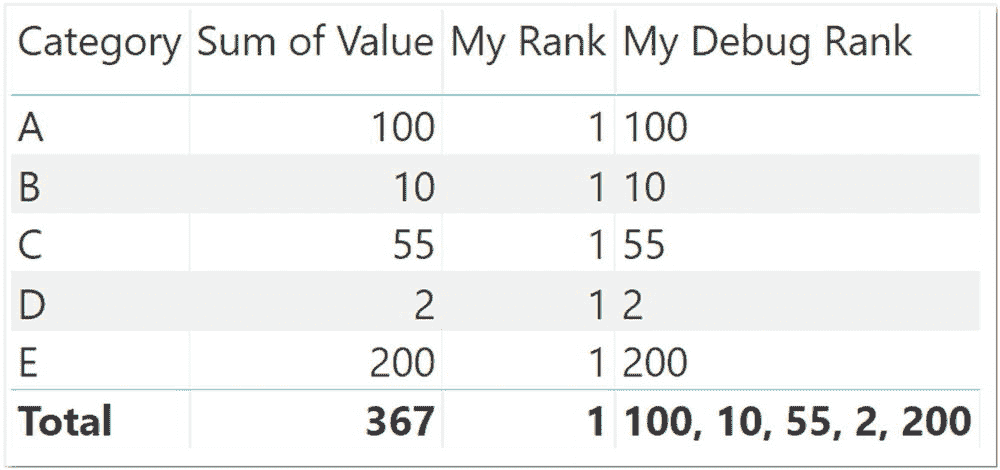 Category Sum of Value My Rank My Debug Rank
A 100 1 100
B 10 1 10
C 55 1 55
D 2 1 2
E 200 1 200
Total 367 1 100, 10, 55, 2, 200